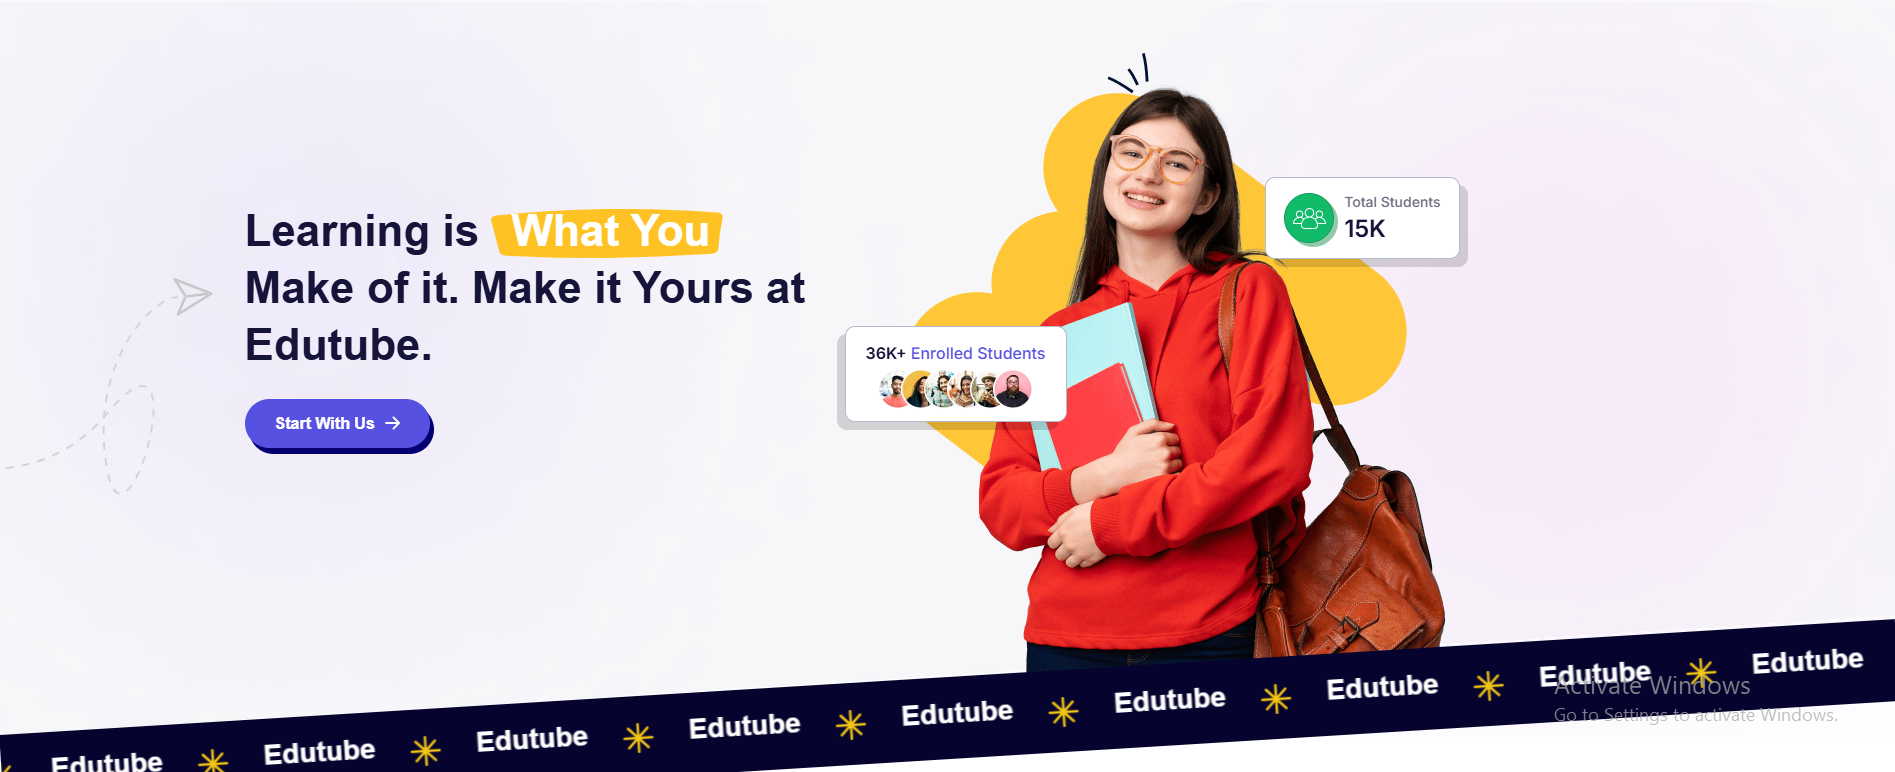 Learning is What You
Make of it. Make it Yours at
Edutube.
Start With Us
Total Students
15K
36K+ Enrolled Students
Edutube
Edutube
Edutube
Edutube
Edutube
Edutube
Edutube
Edutube
Edutube
Activate Windows
Go to Settings to activate Windows.